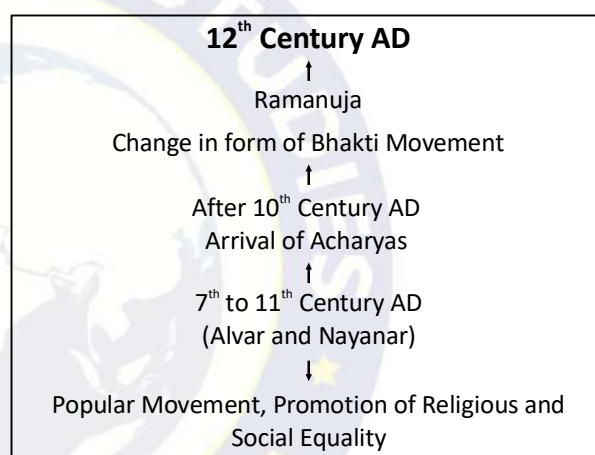 12th Century AD
Ramanuja
Change in form of Bhakti Movement
After 10th Century AD
Arrival of Acharyas
7th to 11th Century AD
(Alvar and Nayanar)
Popular Movement, Promotion of Religious and
Social Equality